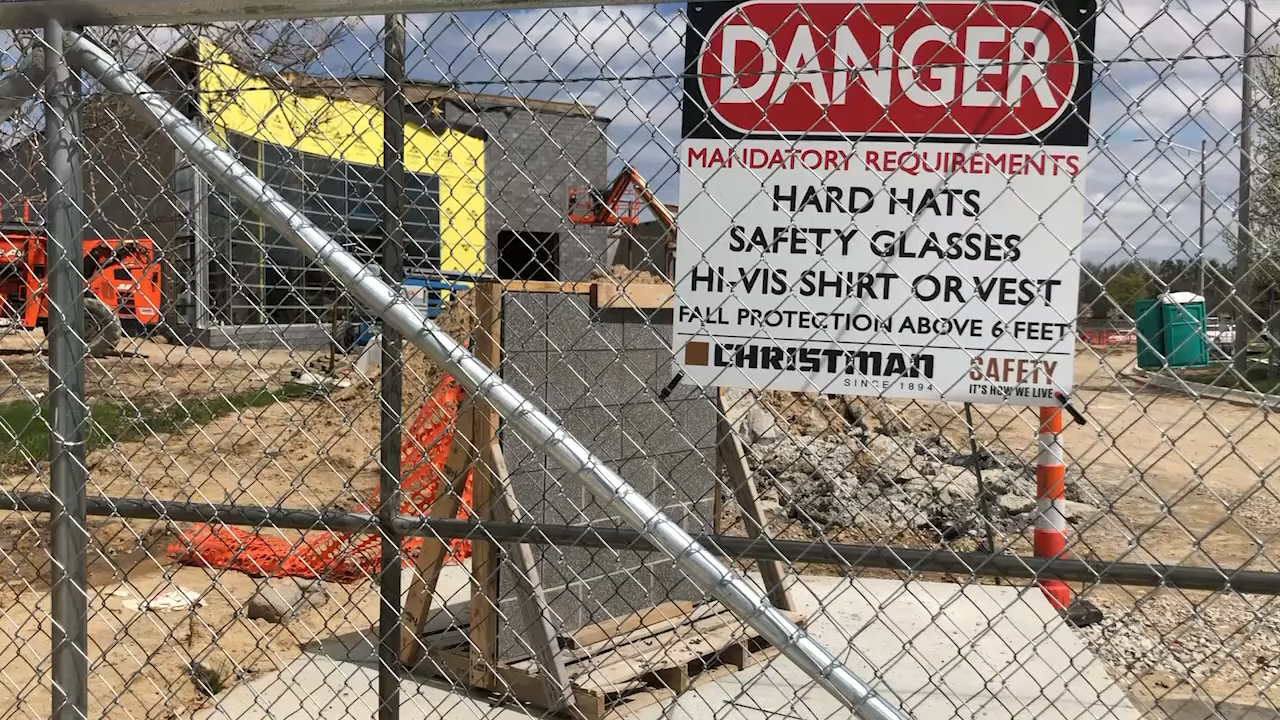 DANGER
MANDATORY REQUIREMENTS
HARD HATS
SAFETY GLASSES
HI-VIS SHIRT OR VEST
FALL PROTECTION ABOVE 6 FEET
CHRISTMAN
SINCE 1894
SAFETY
IT'S HOW WE LIVE